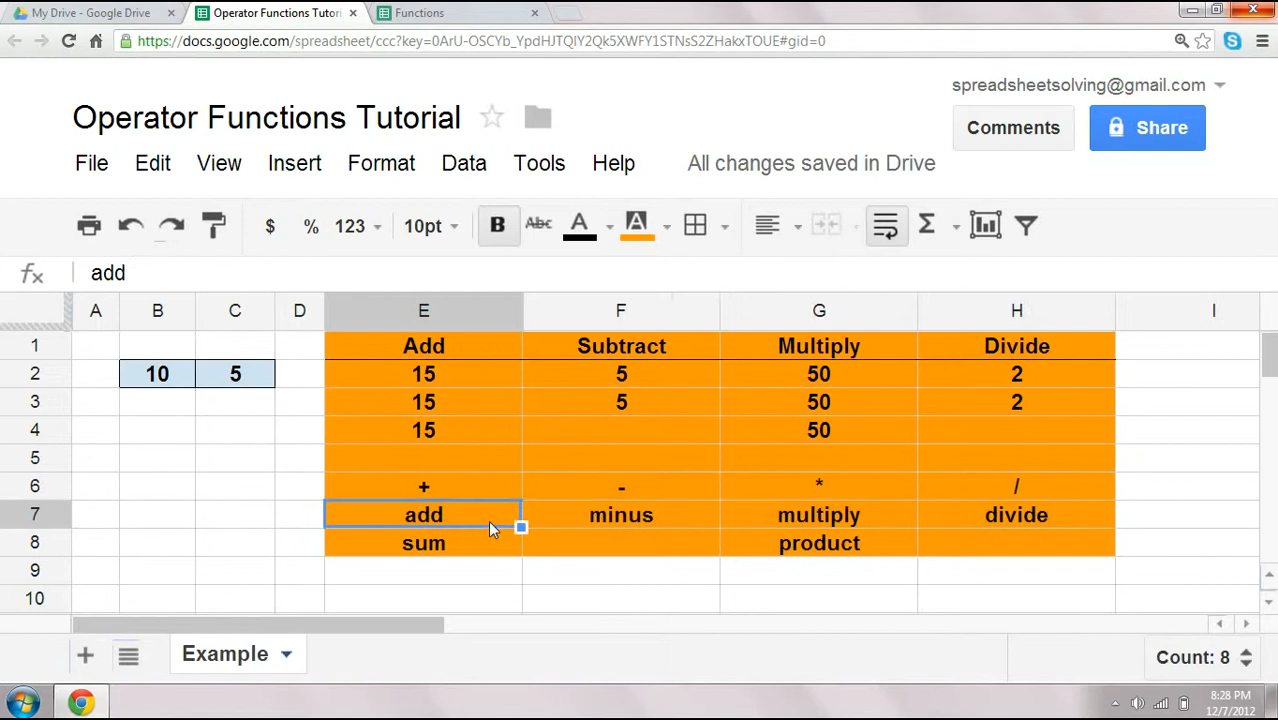 My Drive - Google Drive
Operator Functions Tutori
Functions
https://docs.google.com/spreadsheet/ccc?key=0ArU-OSCYb_YpdHJTQlY2Qk5XWFY1STNsS2ZHakxTOUE#gid=0
spreadsheetsolving@gmail.com
Operator Functions Tutorial
Comments
Share
File Edit View Insert Format Data Tools Help All changes saved in Drive
$ % 123 10pt B Abc A A Σ
fx add
A B C D E F G H I
1 Add Subtract Multiply Divide
2 10 5 15 5 50 2
3 15 5 50 2
4 15 50
5
6 + - * /
7 add minus multiply divide
8 sum product
9
10
Example
Count: 8
8:28 PM
12/7/2012